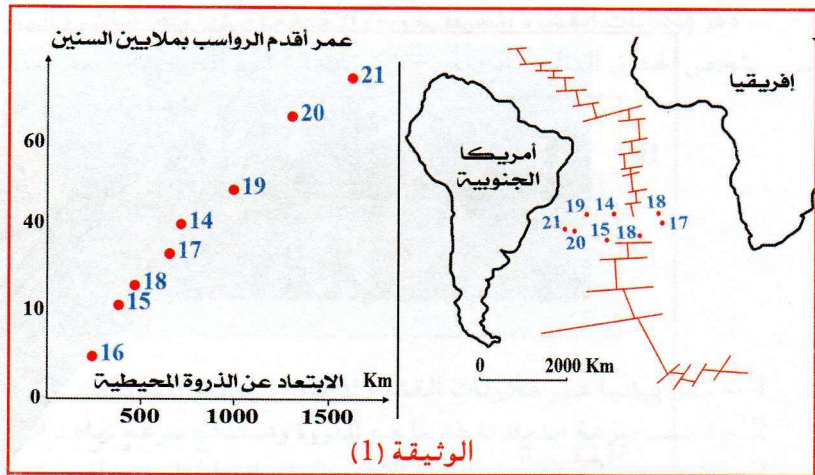 عمر أقدم الرواسب بملايين السنين
60
40
10
0
21
20
19
14
17
18
15
16
500
1000
1500
Km
الابتعاد عن الذروة المحيطية
إفريقيا
أمريكا
الجنوبية
19 14 18
21 20 15 18 17
0 2000 Km
الوثيقة (1)